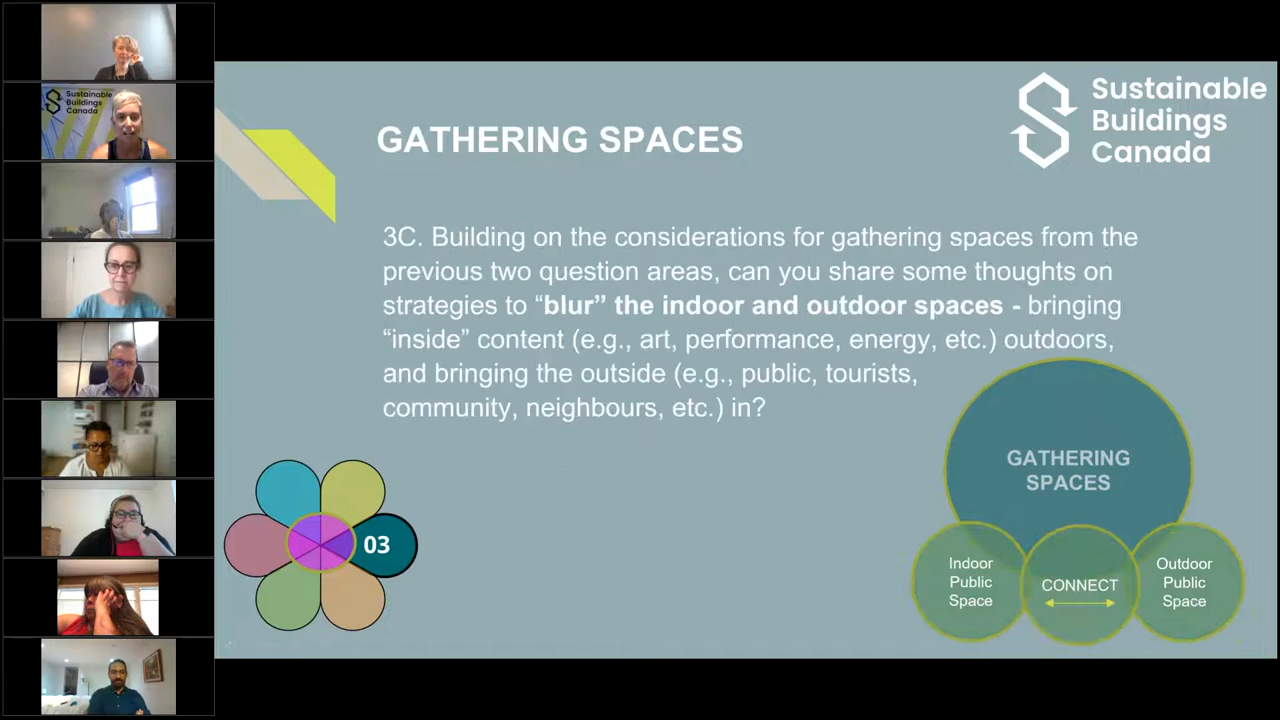 Sustainable
Buildings
Canada
GATHERING SPACES
Sustainable
Buildings
Canada
3C. Building on the considerations for gathering spaces from the
previous two question areas, can you share some thoughts on
strategies to “blur” the indoor and outdoor spaces - bringing
“inside” content (e.g., art, performance, energy, etc.) outdoors,
and bringing the outside (e.g., public, tourists,
community, neighbours, etc.) in?
03
GATHERING
SPACES
Indoor
Public
Space
CONNECT
Outdoor
Public
Space